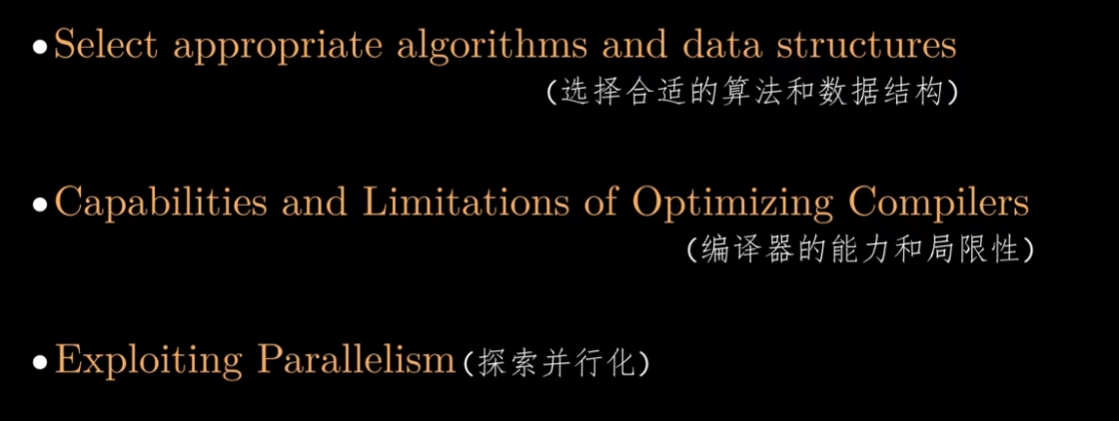 •Select appropriate algorithms and data structures
(选择合适的算法和数据结构)
•Capabilities and Limitations of Optimizing Compilers
(编译器的能力和局限性)
•Exploiting Parallelism(探索并行化)